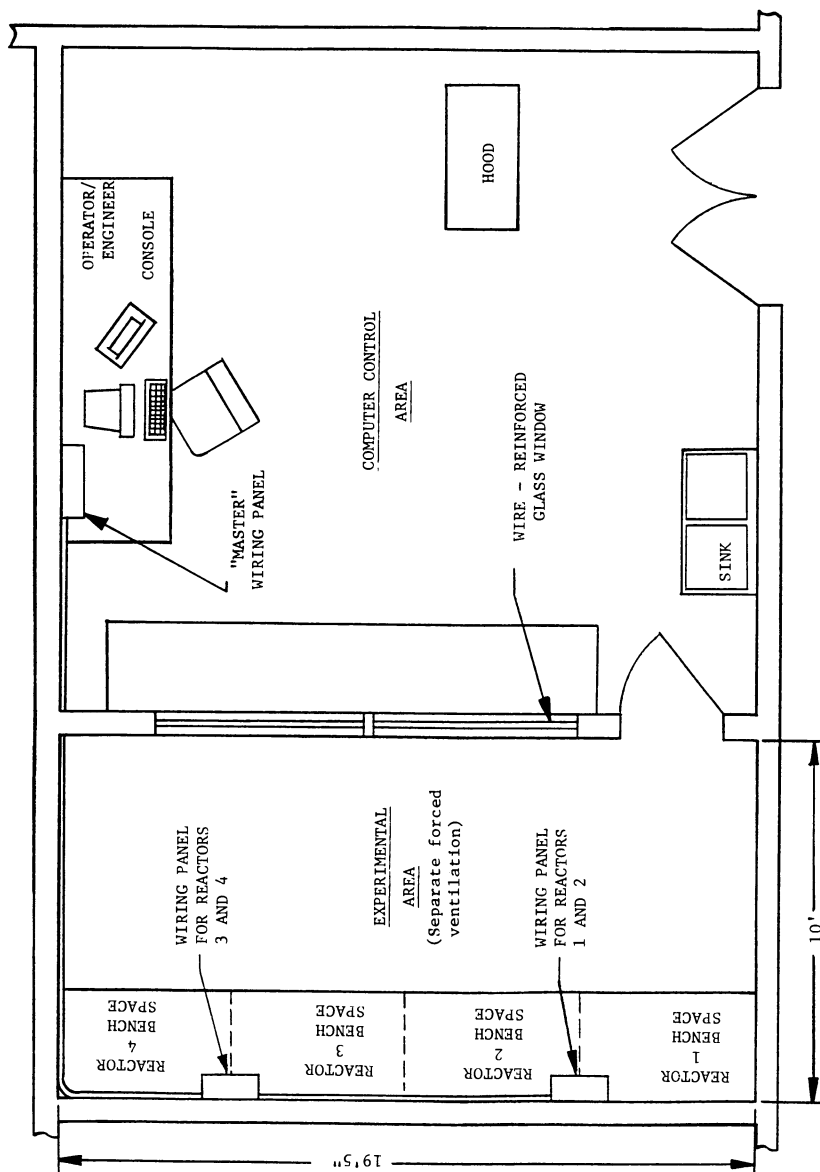 OPERATOR/
ENGINEER
CONSOLE
"MASTER"
WIRING PANEL
HOOD
COMPUTER CONTROL
AREA
WIRE - REINFORCED
GLASS WINDOW
SINK
WIRING PANEL
FOR REACTORS
3 AND 4
EXPERIMENTAL
AREA
(Separate forced
ventilation)
WIRING PANEL
FOR REACTORS
1 AND 2
REACTOR
4
BENCH
SPACE
REACTOR
3
BENCH
SPACE
REACTOR
2
BENCH
SPACE
REACTOR
1
BENCH
SPACE
19'5"
10'